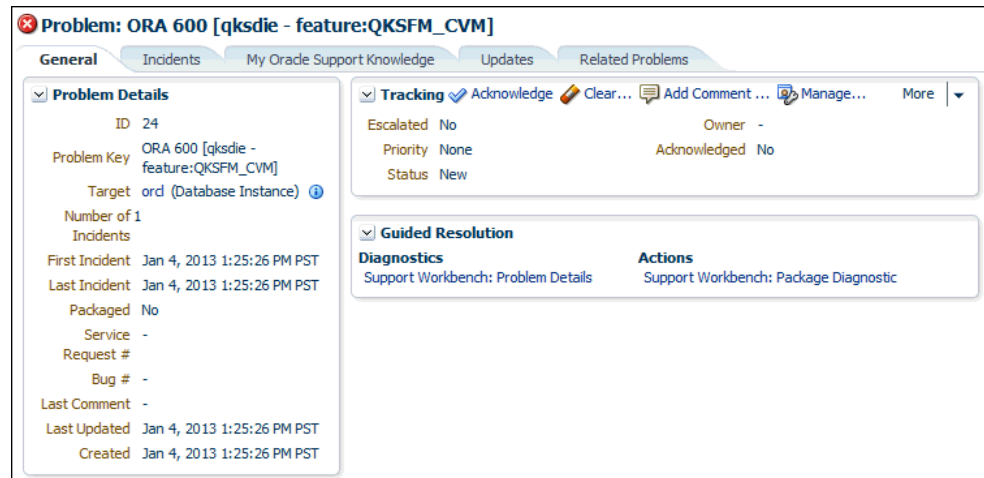 Problem: ORA 600 [qksdie - feature:QKSFM_CVM]
General Incidents My Oracle Support Knowledge Updates Related Problems
Problem Details
ID 24
Problem Key ORA 600 [qksdie -
feature:QKSFM_CVM]
Target orcl (Database Instance)
Number of 1
Incidents
First Incident Jan 4, 2013 1:25:26 PM PST
Last Incident Jan 4, 2013 1:25:26 PM PST
Packaged No
Service -
Request #
Bug # -
Last Comment -
Last Updated Jan 4, 2013 1:25:26 PM PST
Created Jan 4, 2013 1:25:26 PM PST
Tracking Acknowledge Clear... Add Comment ... Manage... More
Escalated No Owner -
Priority None Acknowledged No
Status New
Guided Resolution
Diagnostics Actions
Support Workbench: Problem Details Support Workbench: Package Diagnostic